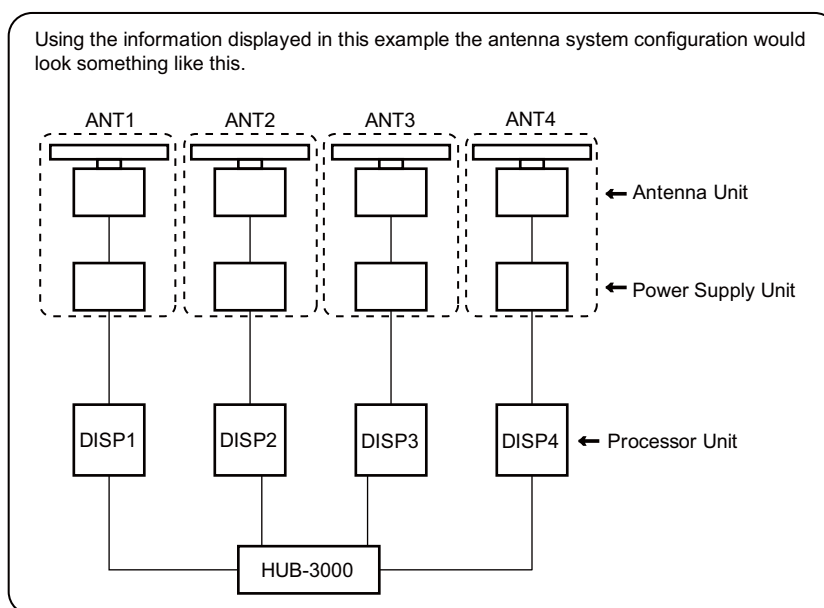 Using the information displayed in this example the antenna system configuration would
look something like this.
ANT1 ANT2 ANT3 ANT4
Antenna Unit
Power Supply Unit
DISP1 DISP2 DISP3 DISP4 Processor Unit
HUB-3000